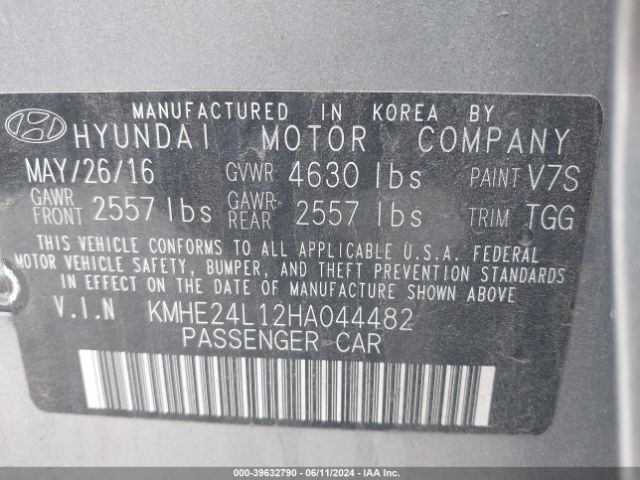 MANUFACTURED IN KOREA BY
HYUNDAI MOTOR COMPANY
MAY/26/16 GVWR 4630 lbs PAINT V7S
GAWR FRONT 2557 lbs GAWR REAR 2557 lbs TRIM TGG
THIS VEHICLE CONFORMS TO ALL APPLICABLE U.S.A. FEDERAL
MOTOR VEHICLE SAFETY, BUMPER, AND THEFT PREVENTION STANDARDS
IN EFFECT ON THE DATE OF MANUFACTURE SHOWN ABOVE
V.I.N KMHE24L12HA044482
PASSENGER CAR
000-39632790 - 06/11/2024 - IAAI.COM